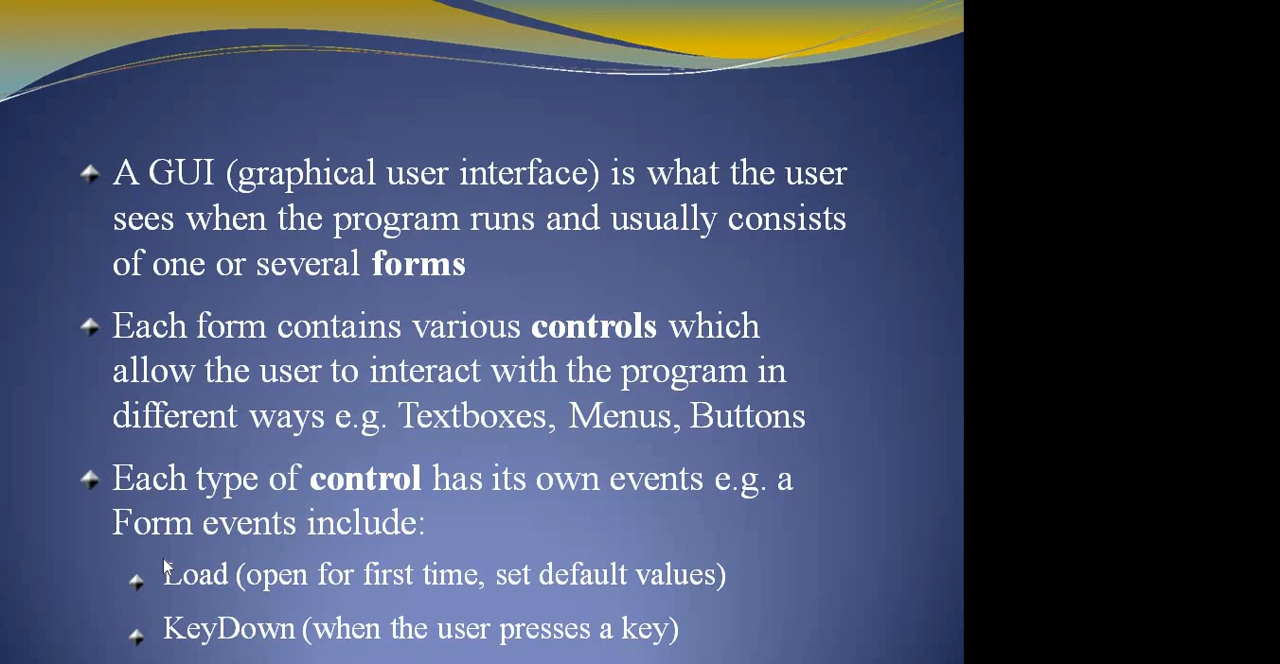 A GUI (graphical user interface) is what the user
sees when the program runs and usually consists
of one or several forms
Each form contains various controls which
allow the user to interact with the program in
different ways e.g. Textboxes, Menus, Buttons
Each type of control has its own events e.g. a
Form events include:
Load (open for first time, set default values)
KeyDown (when the user presses a key)